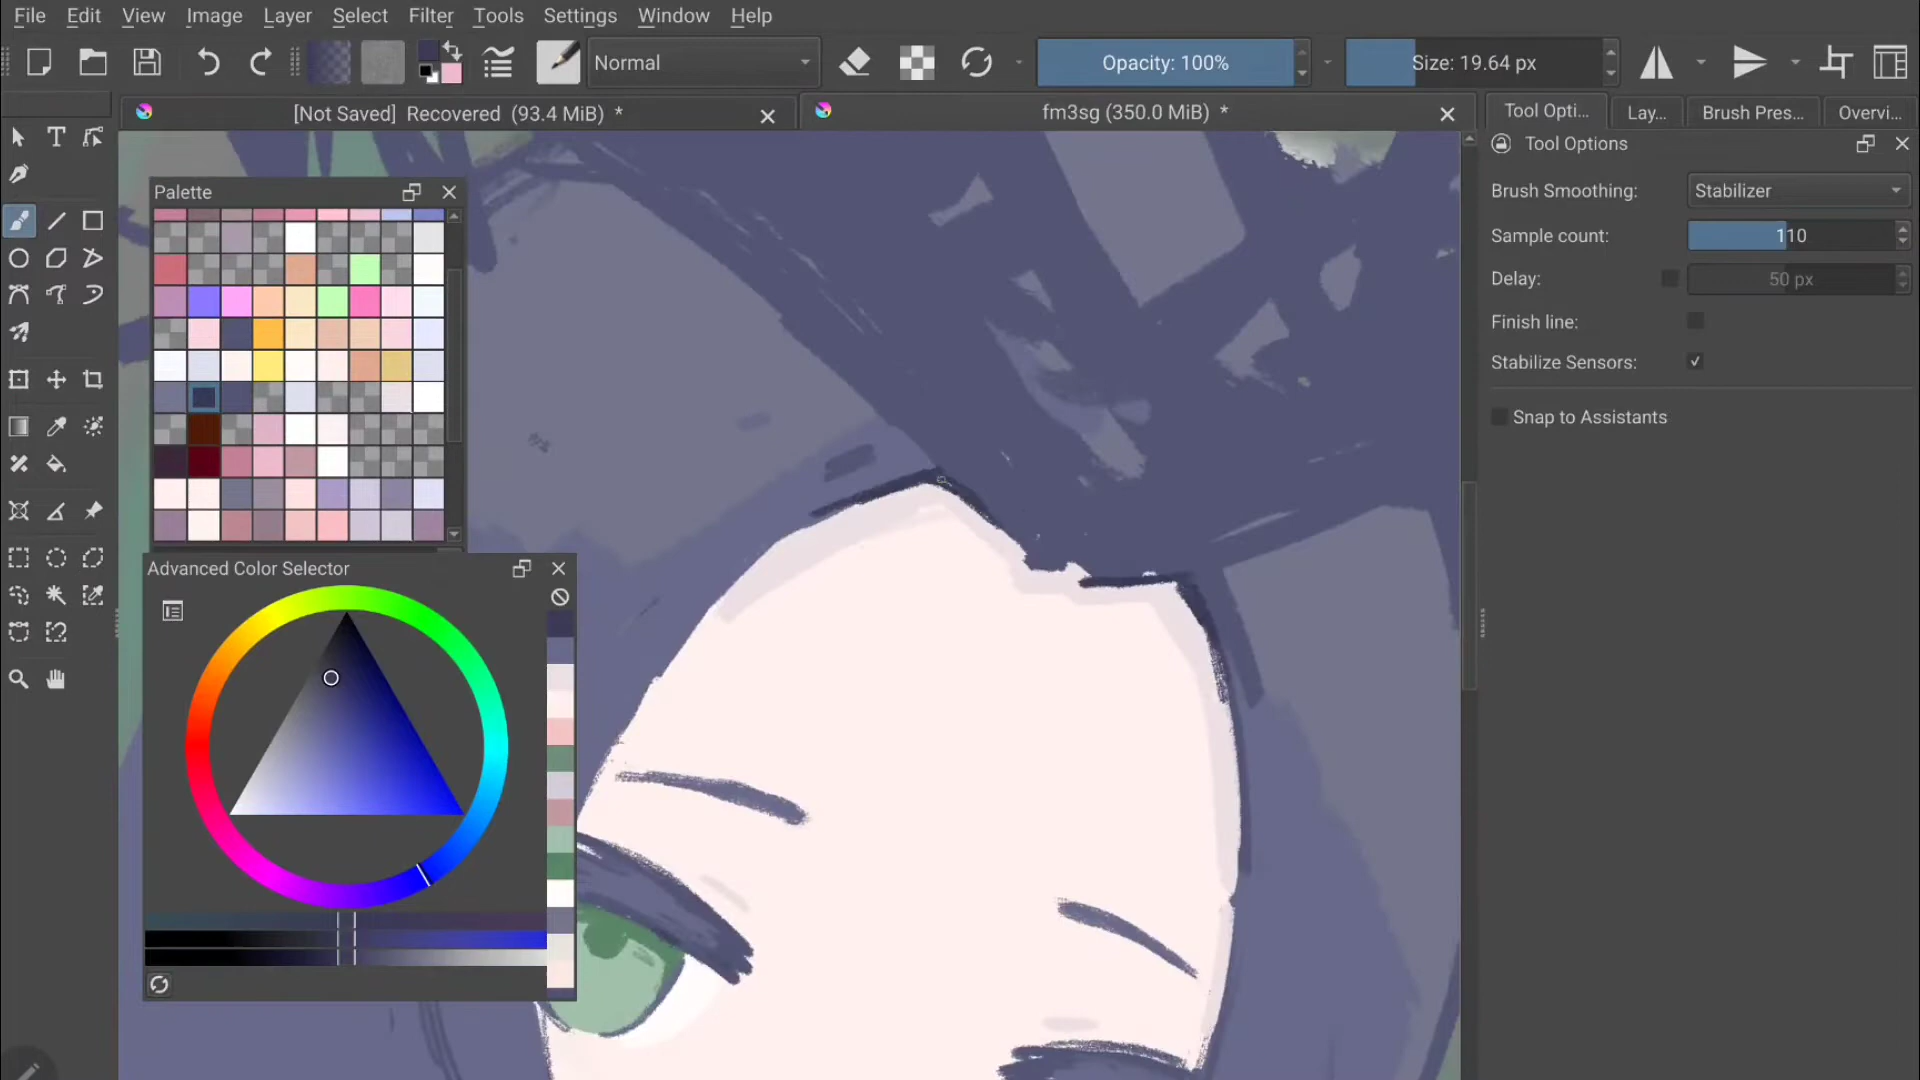 File Edit View Image Layer Select Filter Tools Settings Window Help
Normal Opacity: 100% Size: 19.64 px
[Not Saved] Recovered (93.4 MiB) * fm3sg (350.0 MiB) * Tool Opti... Lay... Brush Pres... Overvi...
Palette
Tool Options
Brush Smoothing: Stabilizer
Sample count: 110
Delay: 50 px
Finish line:
Stabilize Sensors:
Snap to Assistants
Advanced Color Selector